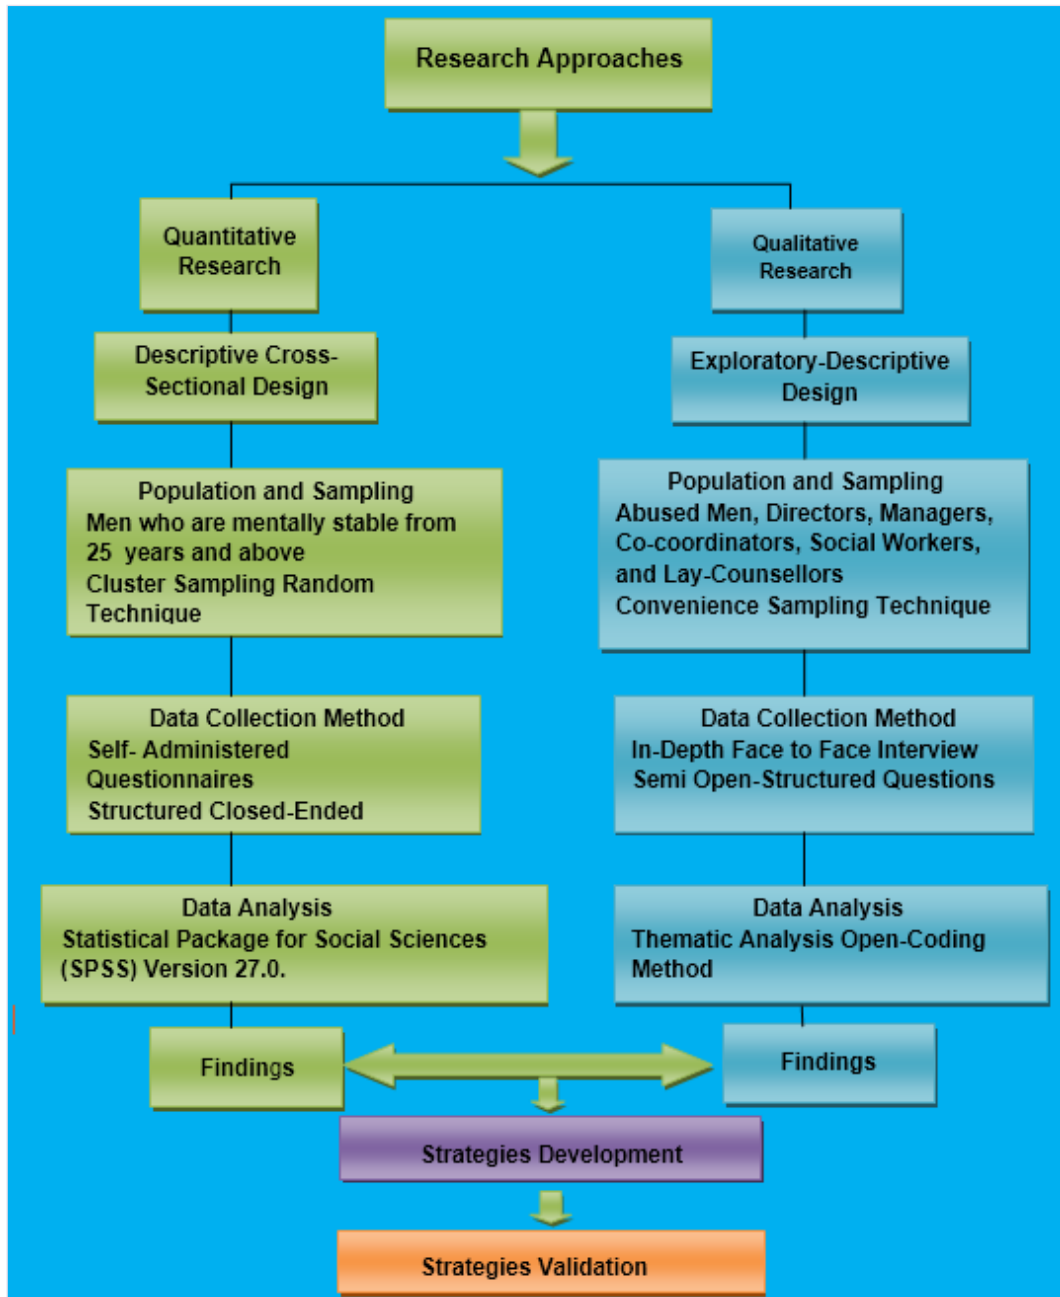 Research Approaches
Quantitative
Research
Descriptive Cross-
Sectional Design
Population and Sampling
Men who are mentally stable from
25 years and above
Cluster Sampling Random
Technique
Data Collection Method
Self- Administered
Questionnaires
Structured Closed-Ended
Data Analysis
Statistical Package for Social Sciences
(SPSS) Version 27.0.
Findings
Qualitative
Research
Exploratory-Descriptive
Design
Population and Sampling
Abused Men, Directors, Managers,
Co-coordinators, Social Workers,
and Lay-Counsellors
Convenience Sampling Technique
Data Collection Method
In-Depth Face to Face Interview
Semi Open-Structured Questions
Data Analysis
Thematic Analysis Open-Coding
Method
Findings
Strategies Development
Strategies Validation